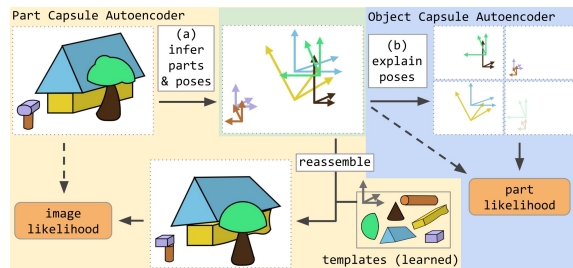 Part Capsule Autoencoder
Object Capsule Autoencoder
(a)
infer
parts
& poses
(b)
explain
poses
reassemble
part
likelihood
image
likelihood
templates (learned)